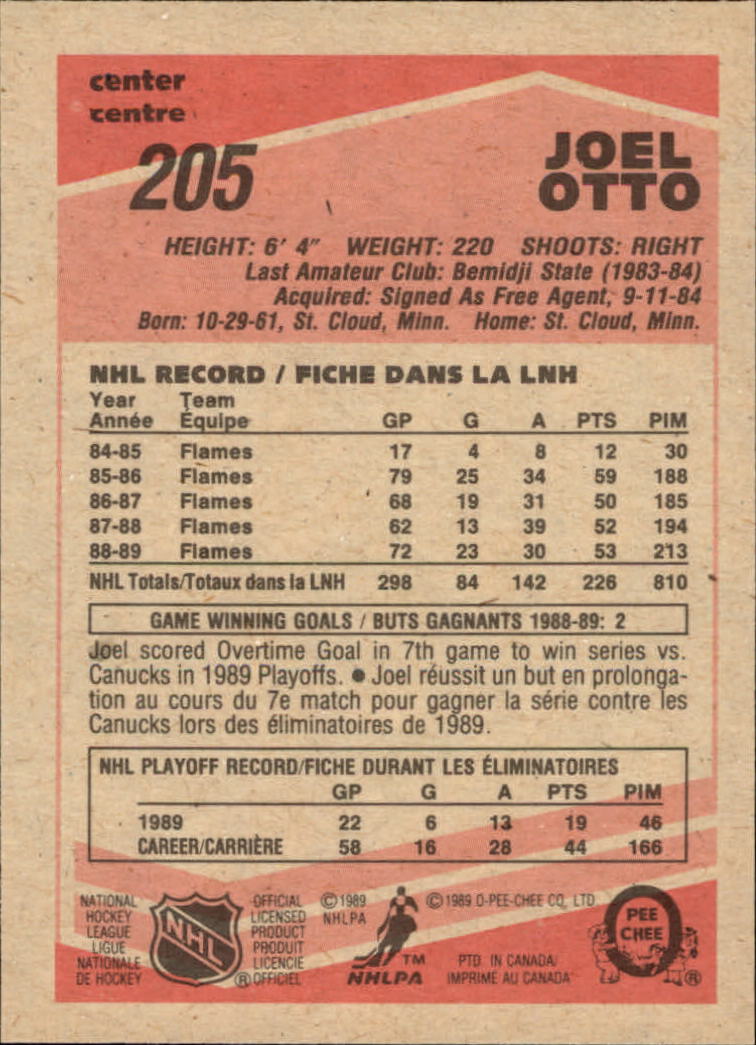 center
centre
205
JOEL
OTTO
HEIGHT: 6' 4" WEIGHT: 220 SHOOTS: RIGHT
Last Amateur Club: Bemidji State (1983-84)
Acquired: Signed As Free Agent, 9-11-84
Born: 10-29-61, St. Cloud, Minn. Home: St. Cloud, Minn.
NHL RECORD / FICHE DANS LA LNH
Year Team
Année Équipe GP G A PTS PIM
84-85 Flames 17 4 8 12 30
85-86 Flames 79 25 34 59 188
86-87 Flames 68 19 31 50 185
87-88 Flames 62 13 39 52 194
88-89 Flames 72 23 30 53 213
NHL Totals/Totaux dans la LNH 298 84 142 226 810
GAME WINNING GOALS / BUTS GAGNANTS 1988-89: 2
Joel scored Overtime Goal in 7th game to win series vs.
Canucks in 1989 Playoffs. ● Joel réussit un but en prolonga-
tion au cours du 7e match pour gagner la série contre les
Canucks lors des éliminatoires de 1989.
NHL PLAYOFF RECORD/FICHE DURANT LES ÉLIMINATOIRES
GP G A PTS PIM
1989 22 6 13 19 46
CAREER/CARRIÈRE 58 16 28 44 166
NATIONAL
HOCKEY
LEAGUE
LIGUE
NATIONALE
DE HOCKEY
NHL
OFFICIAL
LICENSED
PRODUCT
PRODUIT
LICENCIE
® OFFICIEL
© 1989
NHLPA
TM
NHLPA
© 1989 O-PEE-CHEE CO. LTD
PTD. IN CANADA/
IMPRIME AU CANADA
PEE
CHEE
®